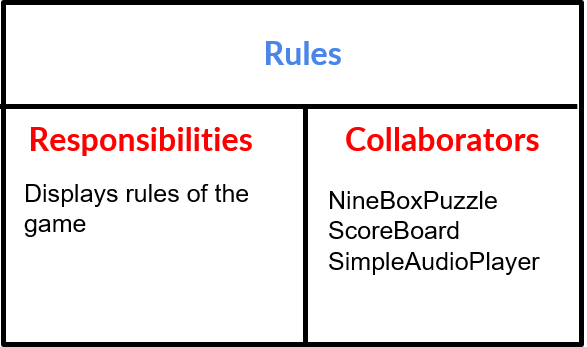 Rules
Responsibilities
Collaborators
Displays rules of the
game
NineBoxPuzzle
ScoreBoard
SimpleAudioPlayer